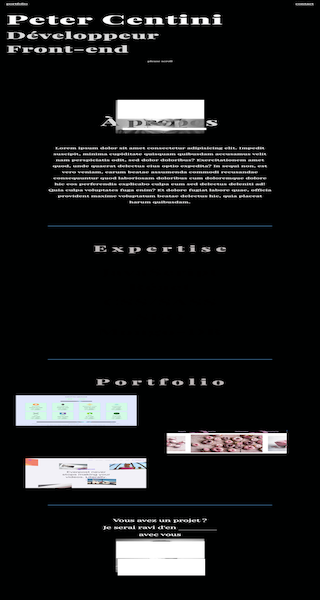 portfolio
contact
Peter Centini
Développeur
Front-end
please scroll
À propos
Lorem ipsum dolor sit amet consectetur adipisicing elit. Impedit
suscipit, minima cupiditate quisquam quibusdam accusamus velit
nam perspiciatis odit, sed dolor doloribus? Exercitationem amet
quod, unde quaerat delectus eius optio expedita? In sequi non, est
vero veniam, earum beatae assumenda commodi recusandae
consequuntur quod laboriosam doloribus cum doloremque dolore
hic eos perferendis explicabo culpa eum sed delectus deleniti ad!
Quia culpa voluptates fuga enim? Et dolore fugiat labore quae, officia
provident maxime voluptatum beatae delectus hic, quia placeat
harum quibusdam.
Expertise
Portfolio
Vous avez un projet ?
Je serai ravi d'en
avec vous